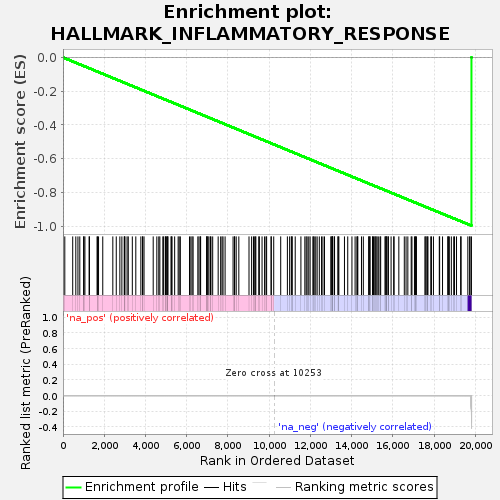 Enrichment plot:
HALLMARK_INFLAMMATORY_RESPONSE
Enrichment score (ES)
0.0
-0.2
-0.4
-0.6
-0.8
-1.0
Ranked list metric (PreRanked)
1.0
0.8
0.6
0.4
0.2
0.0
-0.2
-0.4
'na_pos' (positively correlated)
Zero cross at 10253
'na_neg' (negatively correlated)
0
2,000
4,000
6,000
8,000
10,000
12,000
14,000
16,000
18,000
20,000
Rank in Ordered Dataset
Enrichment profile
Hits
Ranking metric scores